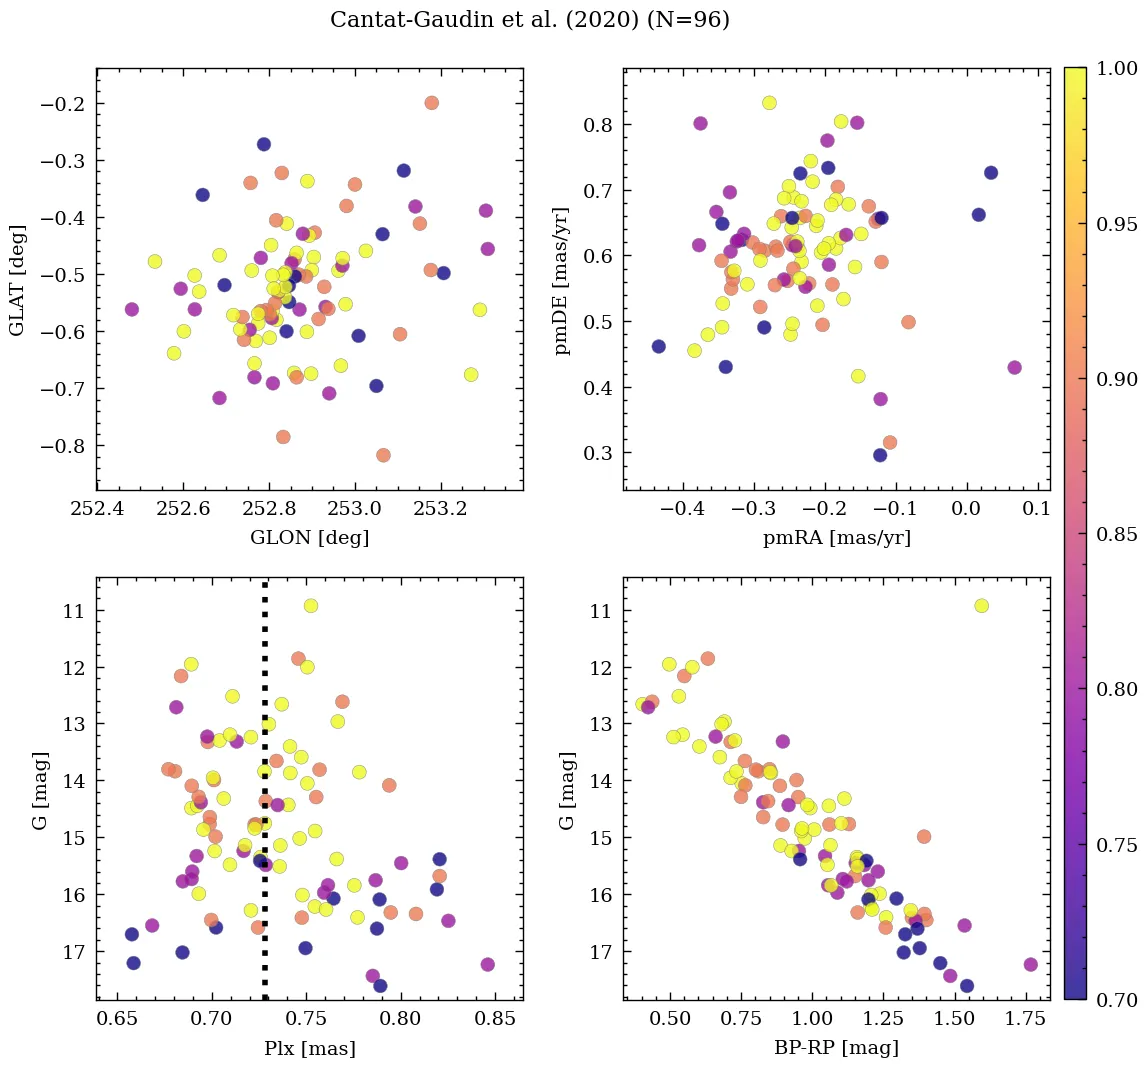 Cantat-Gaudin et al. (2020) (N=96)
−0.2
−0.3
−0.4
−0.5
−0.6
−0.7
−0.8
GLAT [deg]
252.4 252.6 252.8 253.0 253.2
GLON [deg]
0.8
0.7
0.6
0.5
0.4
0.3
pmDE [mas/yr]
−0.4 −0.3 −0.2 −0.1 0.0 0.1
pmRA [mas/yr]
11
12
13
14
15
16
17
G [mag]
0.65 0.70 0.75 0.80 0.85
Plx [mas]
11
12
13
14
15
16
17
G [mag]
0.50 0.75 1.00 1.25 1.50 1.75
BP-RP [mag]
1.00
0.95
0.90
0.85
0.80
0.75
0.70